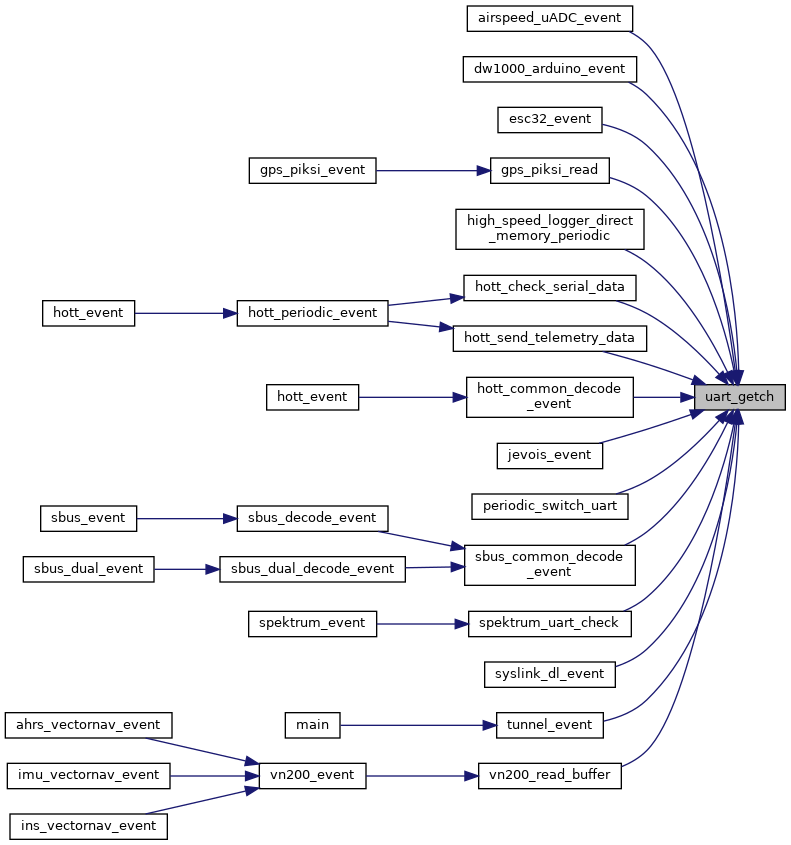 airspeed_uADC_event
dw1000_arduino_event
esc32_event
gps_piksi_event
gps_piksi_read
high_speed_logger_direct
_memory_periodic
hott_check_serial_data
hott_event
hott_periodic_event
hott_send_telemetry_data
hott_event
hott_common_decode
_event
uart_getch
jevois_event
periodic_switch_uart
sbus_event
sbus_decode_event
sbus_common_decode
_event
sbus_dual_event
sbus_dual_decode_event
spektrum_event
spektrum_uart_check
syslink_dl_event
ahrs_vectornav_event
main
tunnel_event
imu_vectornav_event
vn200_event
vn200_read_buffer
ins_vectornav_event